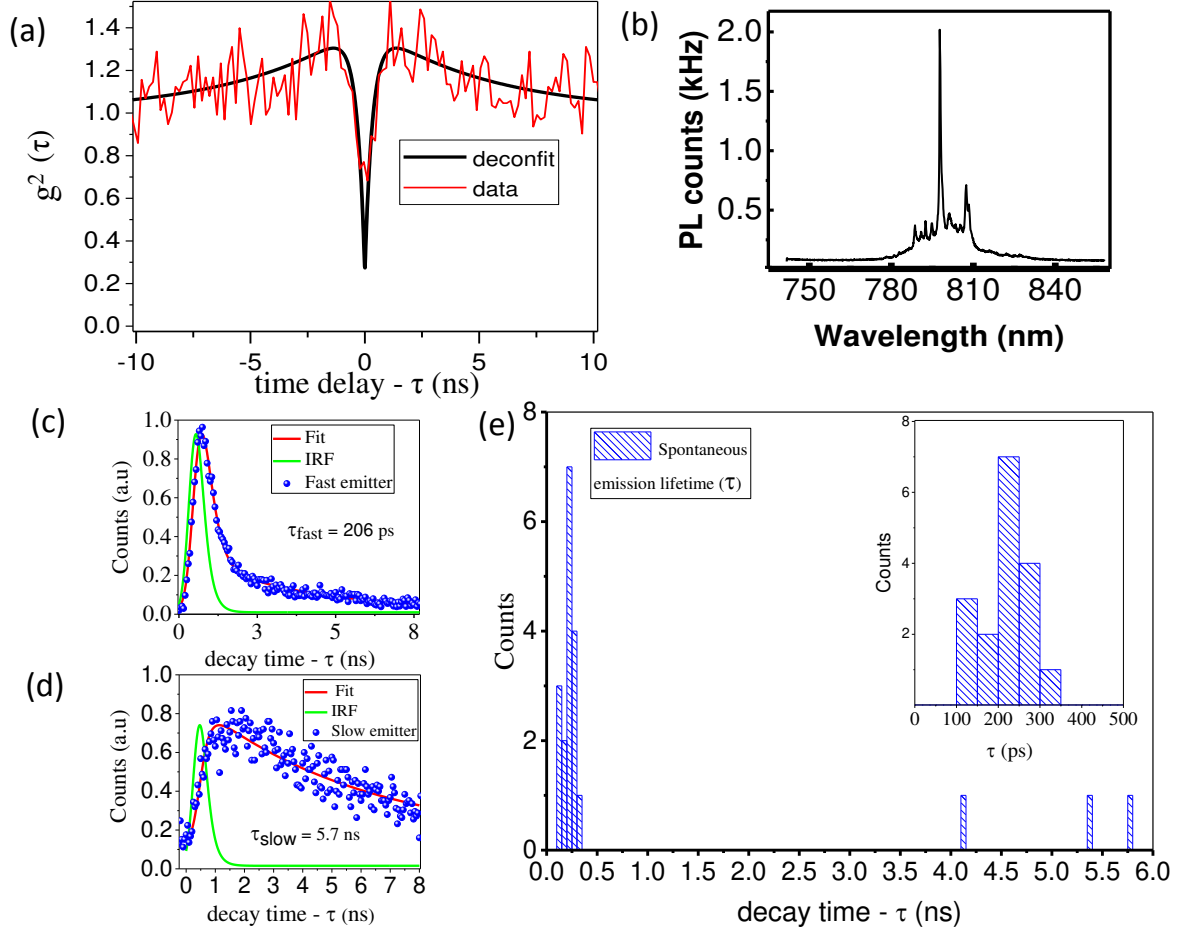 (a)
1.4
1.2
1.0
0.8
0.6
0.4
0.2
0.0
g² (τ)
deconfit
data
-10
-5
0
5
10
time delay - τ (ns)
(b)
2.0
1.5
1.0
0.5
PL counts (kHz)
750
780
810
840
Wavelength (nm)
(c)
1.0
0.8
0.6
0.4
0.2
0.0
Counts (a.u)
Fit
IRF
Fast emitter
τfast = 206 ps
0
3
5
8
decay time - τ (ns)
(d)
1.0
0.8
0.6
0.4
0.2
0.0
Counts (a.u)
Fit
IRF
Slow emitter
τslow = 5.7 ns
0
1
2
3
4
5
6
7
8
decay time - τ (ns)
(e)
8
6
4
2
0
Counts
Spontaneous
emission lifetime (τ)
0.0
0.5
1.0
1.5
2.0
2.5
3.0
3.5
4.0
4.5
5.0
5.5
6.0
decay time - τ (ns)
8
6
4
2
Counts
0
100
200
300
400
500
τ (ps)